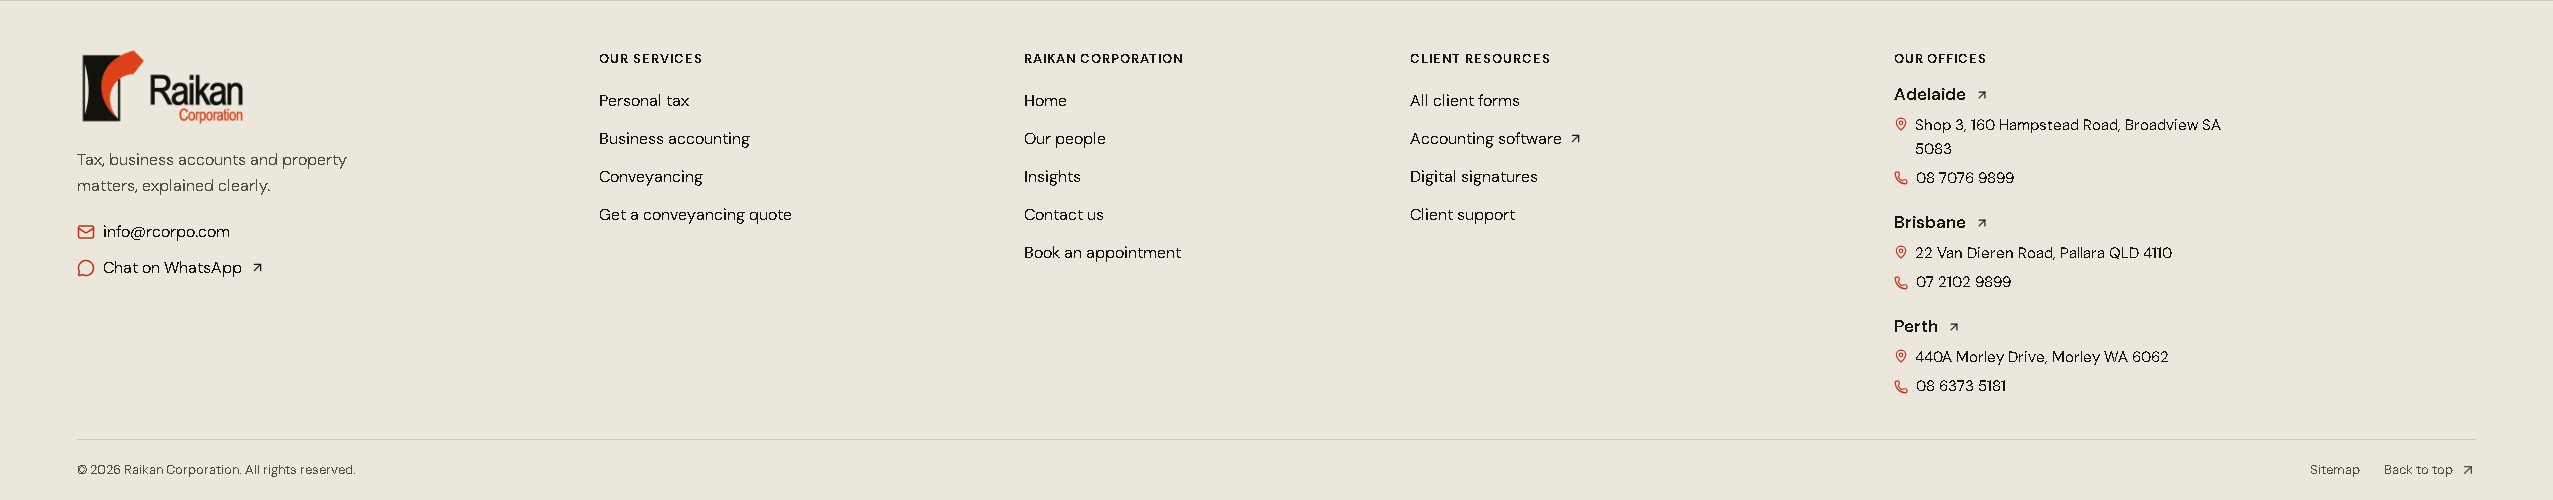 Raikan
Corporation
Tax, business accounts and property
matters, explained clearly.
info@rcorpo.com
Chat on WhatsApp
OUR SERVICES
Personal tax
Business accounting
Conveyancing
Get a conveyancing quote
RAIKAN CORPORATION
Home
Our people
Insights
Contact us
Book an appointment
CLIENT RESOURCES
All client forms
Accounting software
Digital signatures
Client support
OUR OFFICES
Adelaide
Shop 3, 160 Hampstead Road, Broadview SA
5083
08 7076 9899
Brisbane
22 Van Dieren Road, Pallara QLD 4110
07 2102 9899
Perth
440A Morley Drive, Morley WA 6062
08 6373 5181
© 2026 Raikan Corporation. All rights reserved.
Sitemap
Back to top